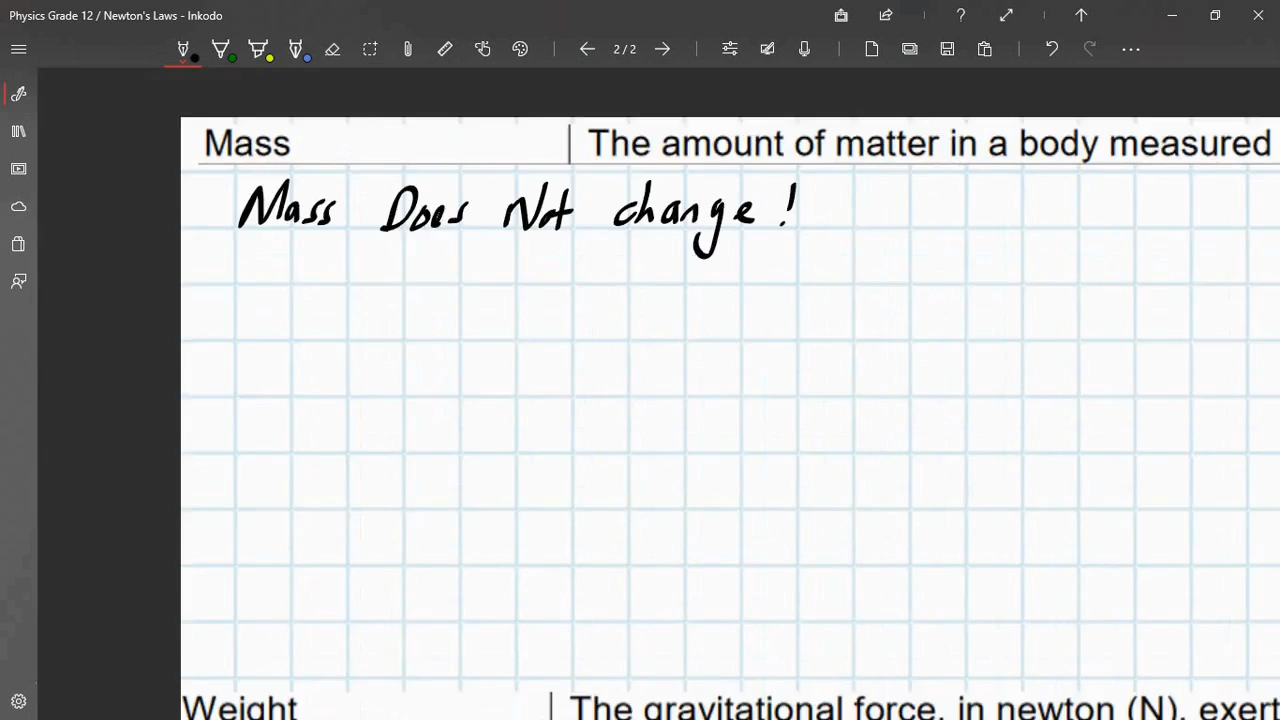 Physics Grade 12 / Newton's Laws - Inkodo
2/2
Mass The amount of matter in a body measured
Mass Does Not change !
Weight The gravitational force, in newton (N), exert